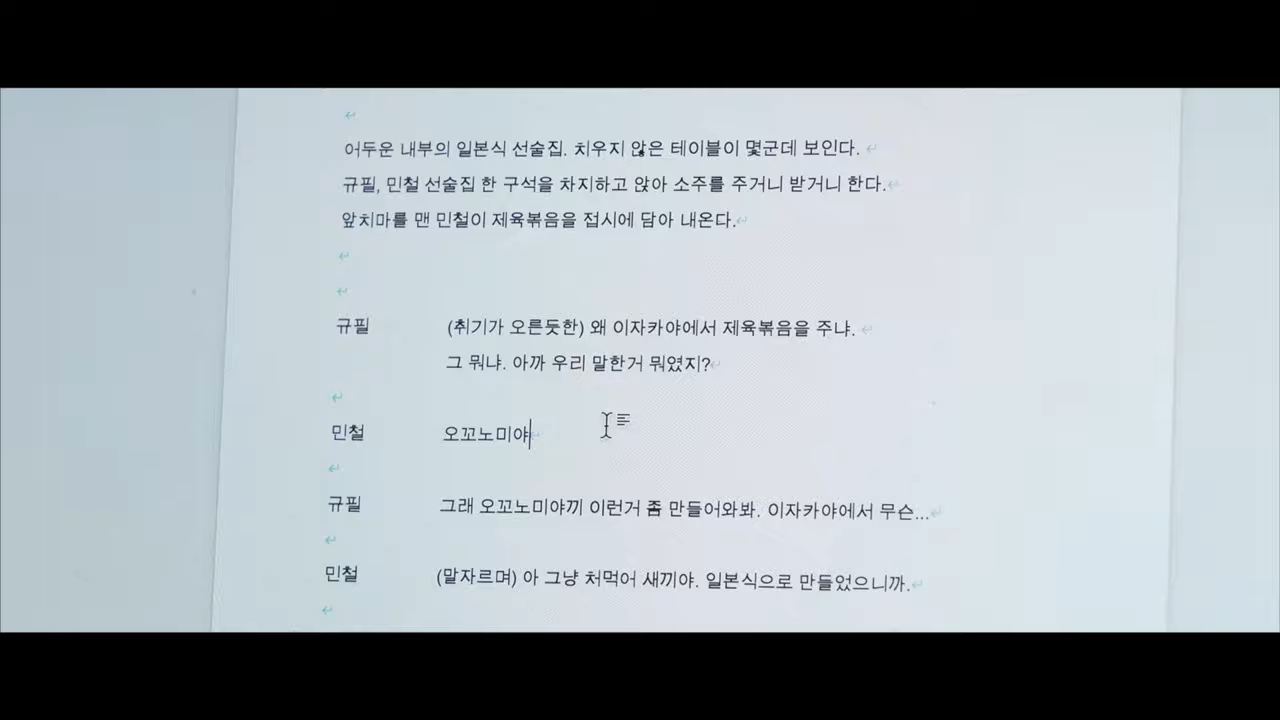 어두운 내부의 일본식 선술집. 치우지 않은 테이블이 몇군데 보인다.
규필, 민철 선술집 한 구석을 차지하고 앉아 소주를 주거니 받거니 한다.
앞치마를 맨 민철이 제육볶음을 접시에 담아 내온다.
규필 (취기가 오른듯한) 왜 이자카야에서 제육볶음을 주냐.
그 뭐냐. 아까 우리 말한거 뭐였지?
민철 오꼬노미야
규필 그래 오꼬노미야끼 이런거 좀 만들어와봐. 이자카야에서 무슨...
민철 (말자르며) 아 그냥 처먹어 새끼야. 일본식으로 만들었으니까.